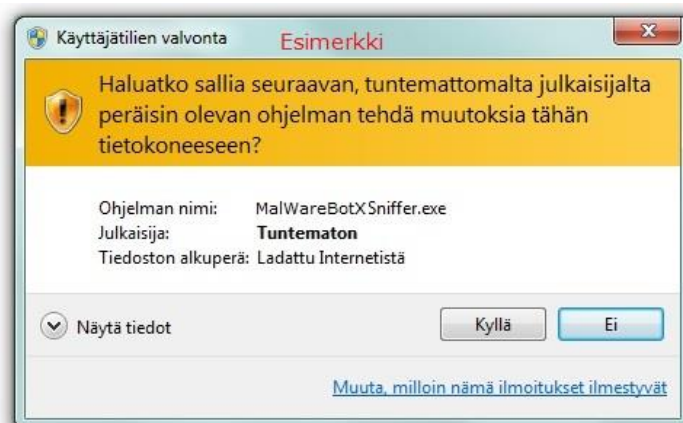 Käyttäjätilien valvonta Esimerkki
Haluatko sallia seuraavan, tuntemattomalta julkaisijalta
peräisin olevan ohjelman tehdä muutoksia tähän
tietokoneeseen?
Ohjelman nimi: MalWareBotXSniffer.exe
Julkaisija: Tuntematon
Tiedoston alkuperä: Ladattu Internetistä
Näytä tiedot Kyllä Ei
Muuta, milloin nämä ilmoitukset ilmestyvät